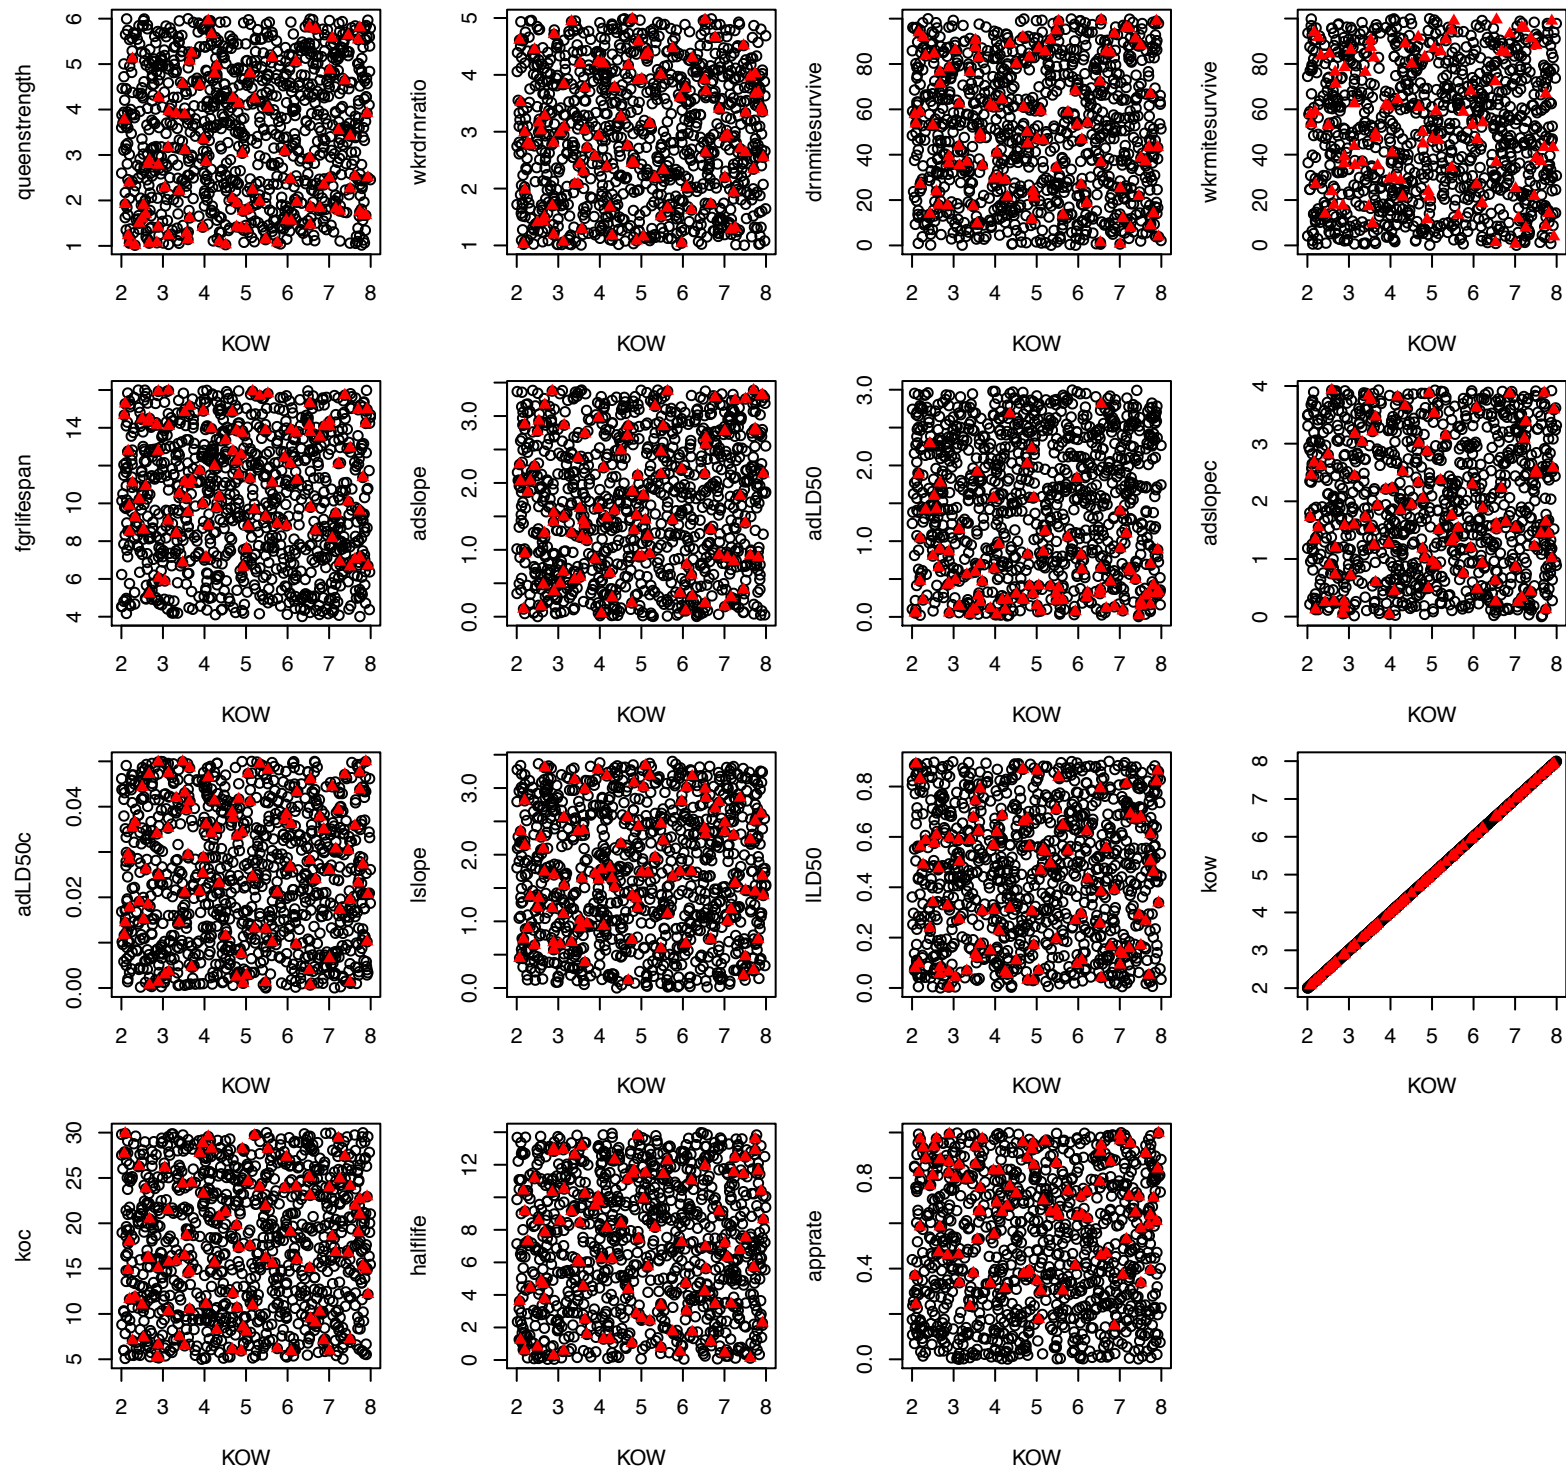 queenstrength
1 2 3 4 5 6
2 3 4 5 6 7 8
KOW
wkrdrnratio
1 2 3 4 5
2 3 4 5 6 7 8
KOW
drnmitesurvive
0 20 40 60 80
2 3 4 5 6 7 8
KOW
wkrmitesurvive
0 20 40 60 80
2 3 4 5 6 7 8
KOW
fgrlifespan
4 6 8 10 14
2 3 4 5 6 7 8
KOW
adslope
0.0 1.0 2.0 3.0
2 3 4 5 6 7 8
KOW
adLD50
0.0 1.0 2.0 3.0
2 3 4 5 6 7 8
KOW
adslopec
0 1 2 3 4
2 3 4 5 6 7 8
KOW
adLD50c
0.00 0.02 0.04
2 3 4 5 6 7 8
KOW
lslope
0.0 1.0 2.0 3.0
2 3 4 5 6 7 8
KOW
lLD50
0.0 0.2 0.4 0.6 0.8
2 3 4 5 6 7 8
KOW
kow
2 3 4 5 6 7 8
2 3 4 5 6 7 8
KOW
koc
5 10 15 20 25 30
2 3 4 5 6 7 8
KOW
halflife
0 2 4 6 8 12
2 3 4 5 6 7 8
KOW
apprate
0.0 0.4 0.8
2 3 4 5 6 7 8
KOW